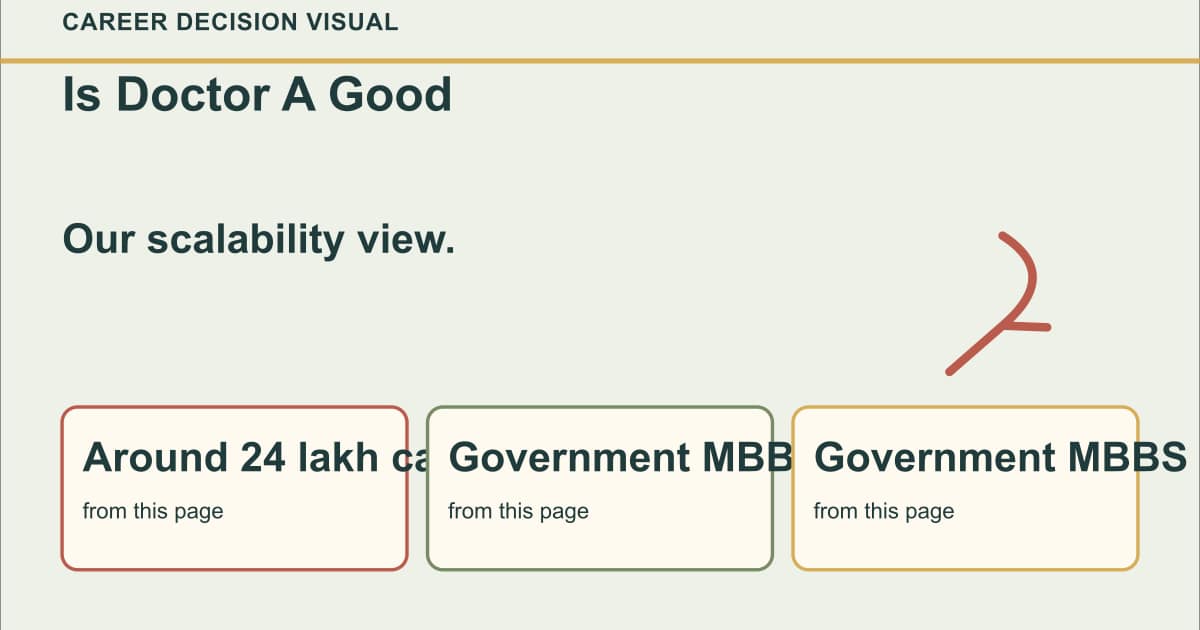 CAREER DECISION VISUAL
Is Doctor A Good
Our scalability view.
Around 24 lakh ca
from this page
Government MBB
from this page
Government MBBS
from this page